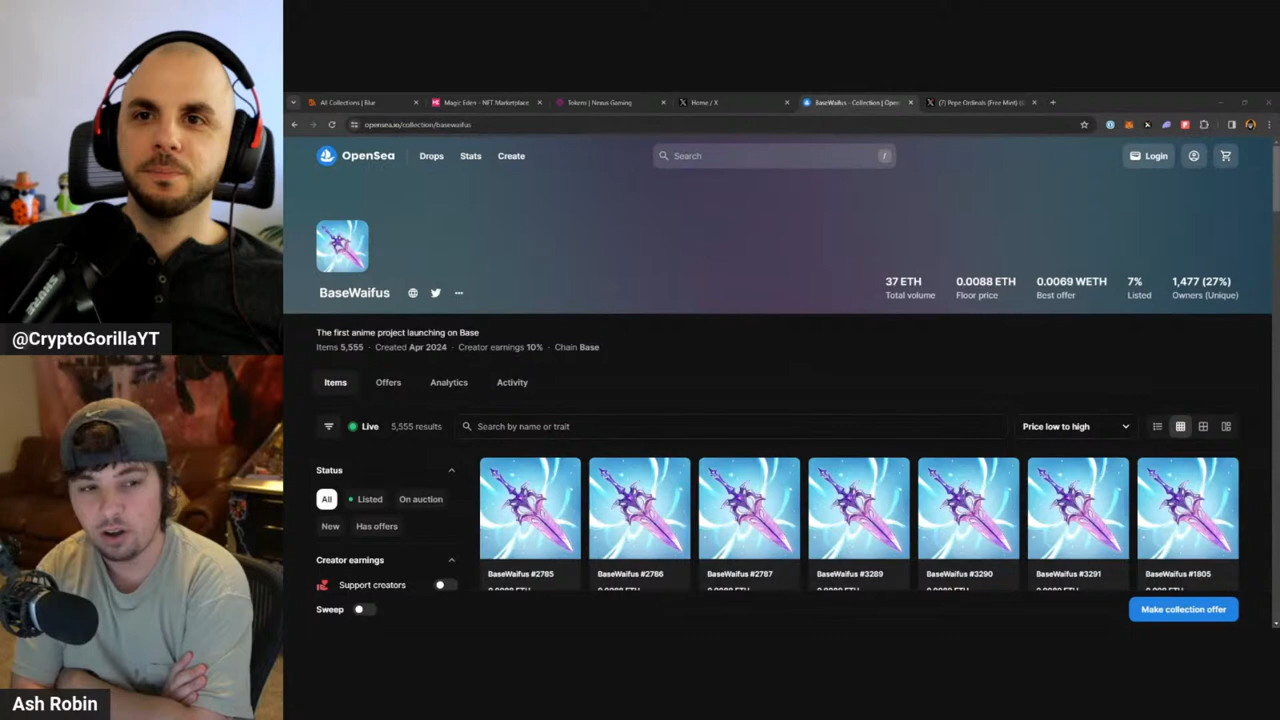 All Collections | Blur
Magic Eden - NFT Marketplace
Tokens | Nexus Gaming
Home / X
BaseWaifus - Collection | Open
(7) Pepe Ordinals (Free Mint) (
opensea.io/collection/basewaifus
OpenSea
Drops
Stats
Create
Search
/
Login
BaseWaifus
37 ETH
Total volume
0.0088 ETH
Floor price
0.0069 WETH
Best offer
7%
Listed
1,477 (27%)
Owners (Unique)
The first anime project launching on Base
Items 5,555 · Created Apr 2024 · Creator earnings 10% · Chain Base
Items
Offers
Analytics
Activity
Live
5,555 results
Search by name or trait
Price low to high
Status
All
Listed
On auction
New
Has offers
Creator earnings
Support creators
Sweep
BaseWaifus #2785
BaseWaifus #2786
BaseWaifus #2787
BaseWaifus #3289
BaseWaifus #3290
BaseWaifus #3291
BaseWaifus #1805
Make collection offer
@CryptoGorillaYT
SHURE
Ash Robin